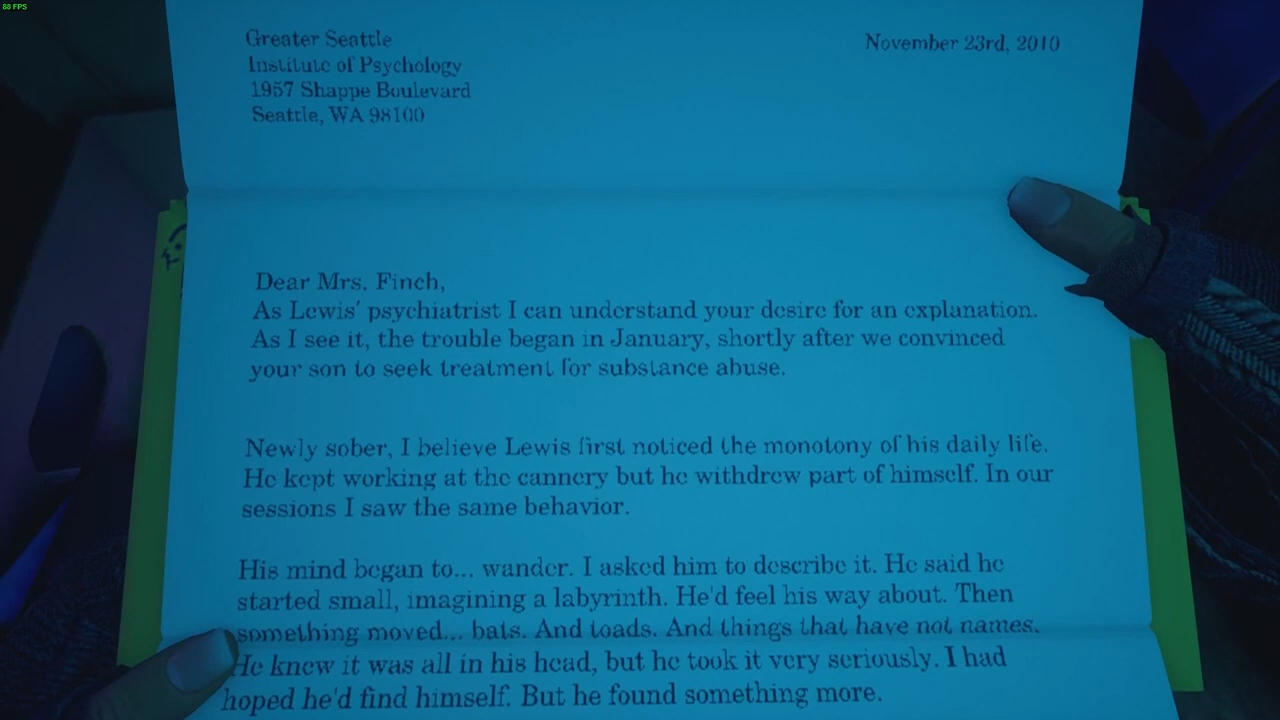 88 FPS
Greater Seattle
November 23rd, 2010
Institute of Psychology
1957 Shappe Boulevard
Seattle, WA 98100
Dear Mrs. Finch,
As Lewis' psychiatrist I can understand your desire for an explanation.
As I see it, the trouble began in January, shortly after we convinced
your son to seek treatment for substance abuse.
Newly sober, I believe Lewis first noticed the monotony of his daily life.
He kept working at the cannery but he withdrew part of himself. In our
sessions I saw the same behavior.
His mind began to... wander. I asked him to describe it. He said he
started small, imagining a labyrinth. He'd feel his way about. Then
something moved... bats. And toads. And things that have not names.
He knew it was all in his head, but he took it very seriously. I had
hoped he'd find himself. But he found something more.